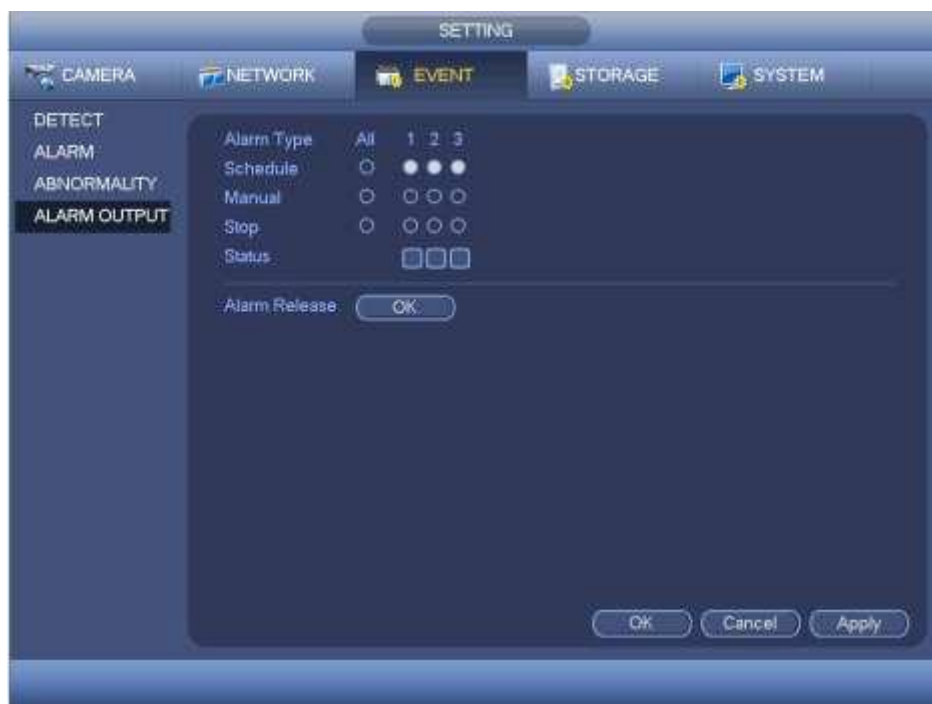 SETTING
CAMERA NETWORK EVENT STORAGE SYSTEM
DETECT
ALARM
ABNORMALITY
ALARM OUTPUT
Alarm Type All 1 2 3
Schedule
Manual
Stop
Status
Alarm Release OK
OK Cancel Apply